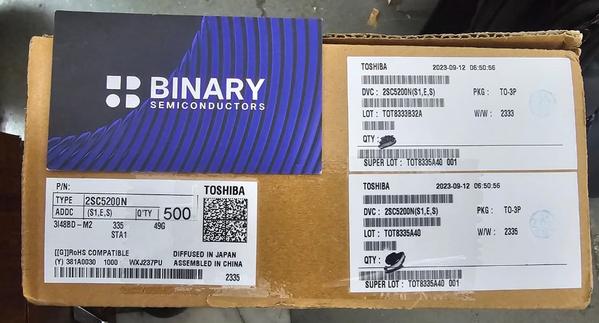 BINARY
SEMICONDUCTORS
TOSHIBA 2023-09-12 06:50:56
DVC : 2SC5200N(S1,E,S) PKG : TO-3P
LOT : TOT8333B32A W/W : 2333
QTY :
SUPER LOT : TOT8335A40 001
TOSHIBA 2023-09-12 06:50:56
DVC : 2SC5200N(S1,E,S) PKG : TO-3P
LOT : TOT8335A40 W/W : 2335
QTY :
SUPER LOT : TOT8335A40 001
P/N: TOSHIBA
TYPE 2SC5200N
ADDC (S1,E,S) Q'TY 500
3I48BD-M2 335 49G
STA1
[[G]]RoHS COMPATIBLE DIFFUSED IN JAPAN
(Y) 381A0030 1000 WXJ237PU ASSEMBLED IN CHINA
2335